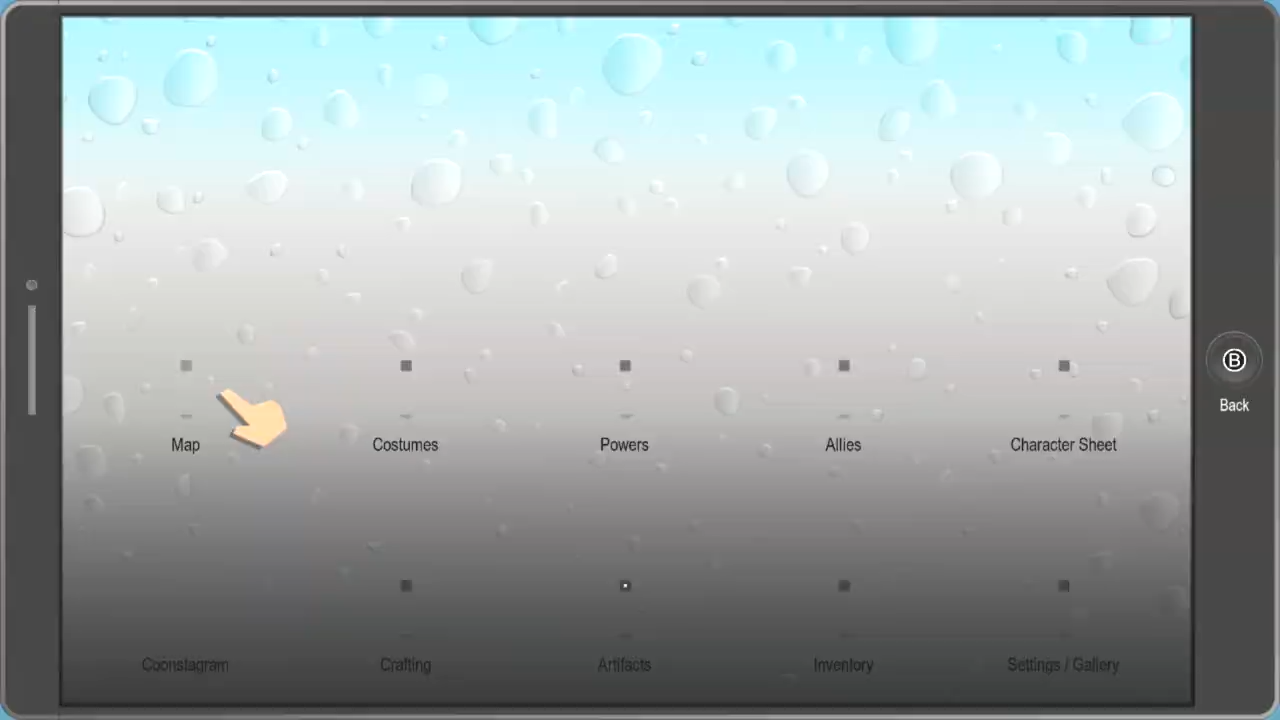 B
Back
Map
Costumes
Powers
Allies
Character Sheet
Coonstagram
Crafting
Artifacts
Inventory
Settings / Gallery